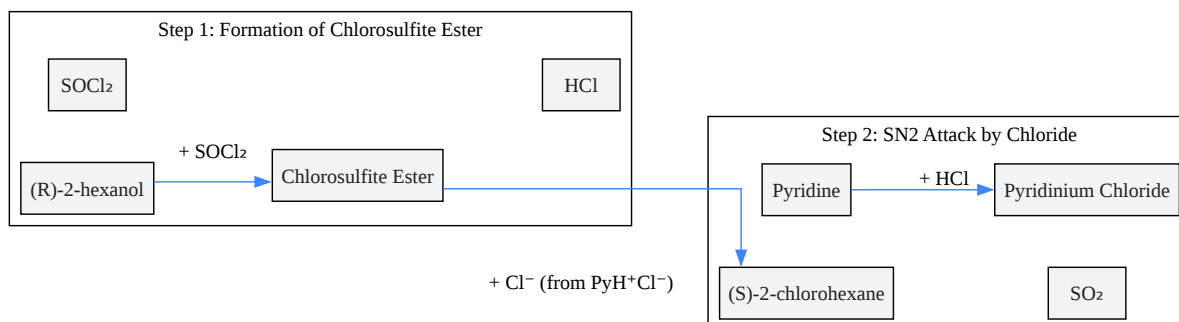 Step 1: Formation of Chlorosulfite Ester
SOCl₂
HCl
+ SOCl₂
(R)-2-hexanol
Chlorosulfite Ester
Step 2: SN2 Attack by Chloride
+ HCl
Pyridine
Pyridinium Chloride
+ Cl⁻ (from PyH⁺Cl⁻)
(S)-2-chlorohexane
SO₂